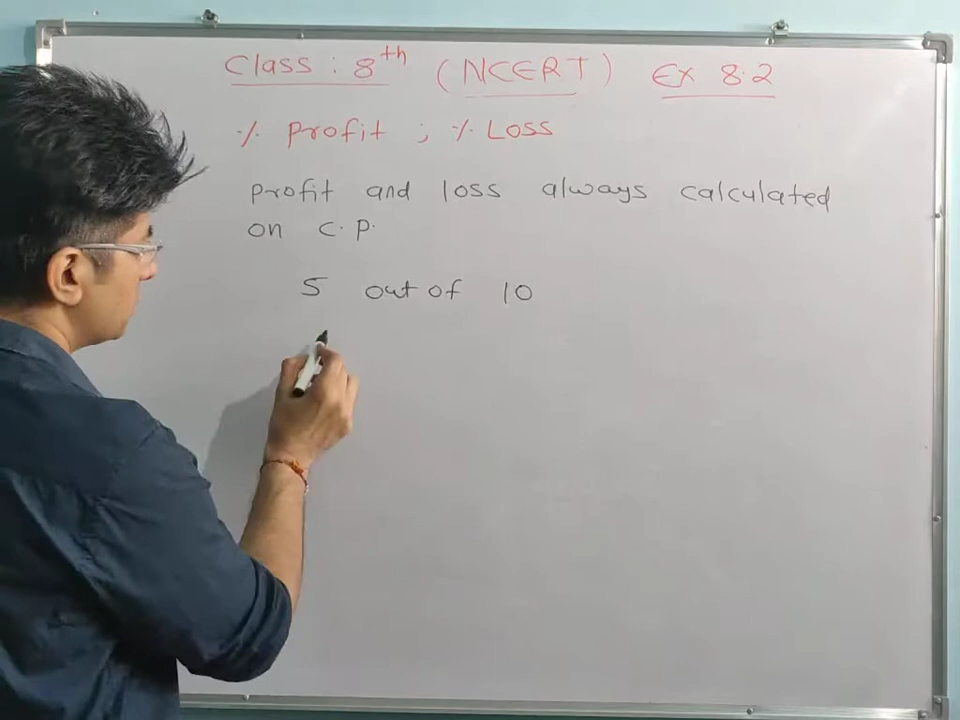 Class : 8th (NCERT) Ex 8.2
% Profit ; % Loss
profit and loss always calculated
on C.P.
5 out of 10